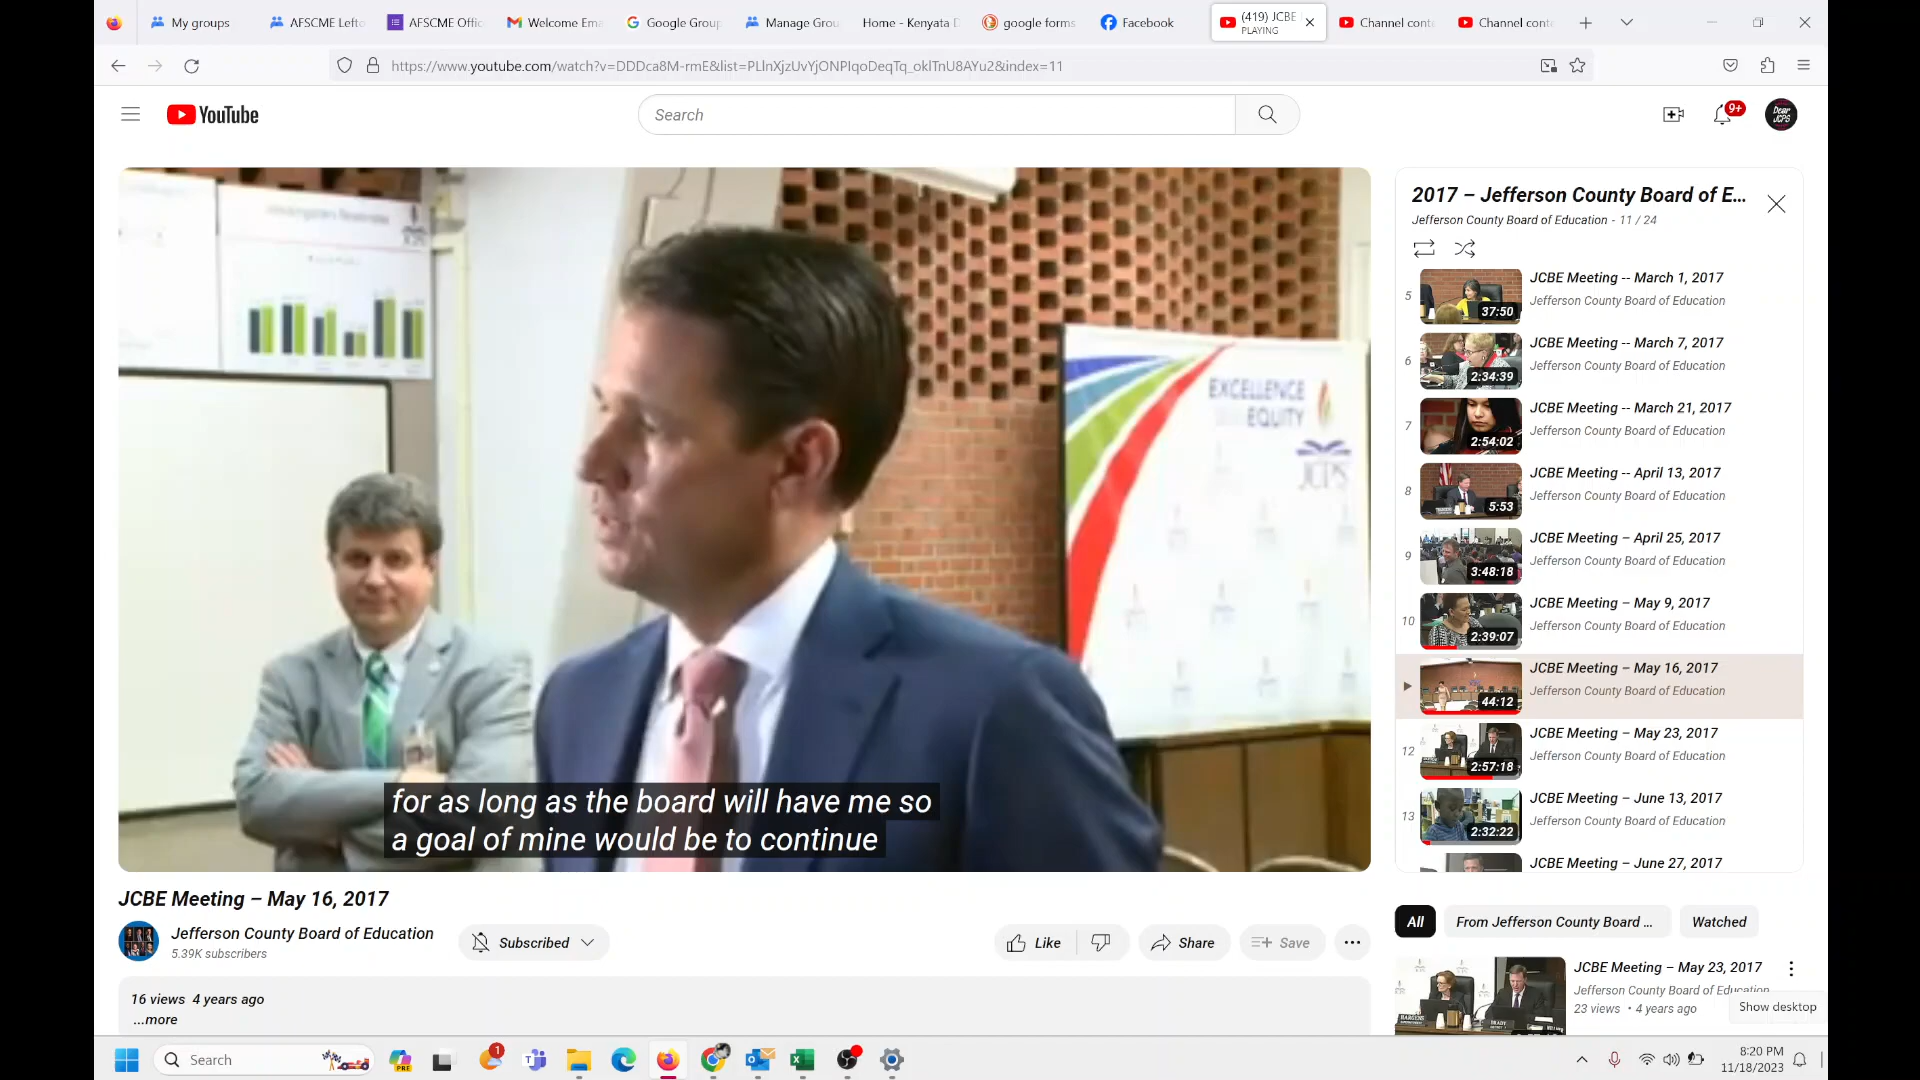 My groups
AFSCME Lefto
AFSCME Offic
Welcome Ema
Google Group
Manage Grou
Home - Kenyata D
google forms
Facebook
(419) JCBE
PLAYING
Channel cont
Channel cont
https://www.youtube.com/watch?v=DDDca8M-rmE&list=PLlnXjzUvYjONPIqoDeqTq_oklTnU8AYu2&index=11
YouTube
Search
9+
Dear
JCPS
EXCELLENCE
EQUITY
JCPS
for as long as the board will have me so
a goal of mine would be to continue
2017 – Jefferson County Board of E...
Jefferson County Board of Education - 11 / 24
5
37:50
JCBE Meeting -- March 1, 2017
Jefferson County Board of Education
6
2:34:39
JCBE Meeting -- March 7, 2017
Jefferson County Board of Education
7
2:54:02
JCBE Meeting -- March 21, 2017
Jefferson County Board of Education
8
5:53
JCBE Meeting -- April 13, 2017
Jefferson County Board of Education
9
3:48:18
JCBE Meeting – April 25, 2017
Jefferson County Board of Education
10
2:39:07
JCBE Meeting – May 9, 2017
Jefferson County Board of Education
44:12
JCBE Meeting – May 16, 2017
Jefferson County Board of Education
12
2:57:18
JCBE Meeting – May 23, 2017
Jefferson County Board of Education
13
2:32:22
JCBE Meeting – June 13, 2017
Jefferson County Board of Education
JCBE Meeting – June 27, 2017
JCBE Meeting – May 16, 2017
Jefferson County Board of Education
5.39K subscribers
Subscribed
Like
Share
Save
16 views 4 years ago
...more
All
From Jefferson County Board ...
Watched
JCBE Meeting – May 23, 2017
Jefferson County Board of Education
23 views • 4 years ago
Show desktop
Search
PRE
1
8:20 PM
11/18/2023